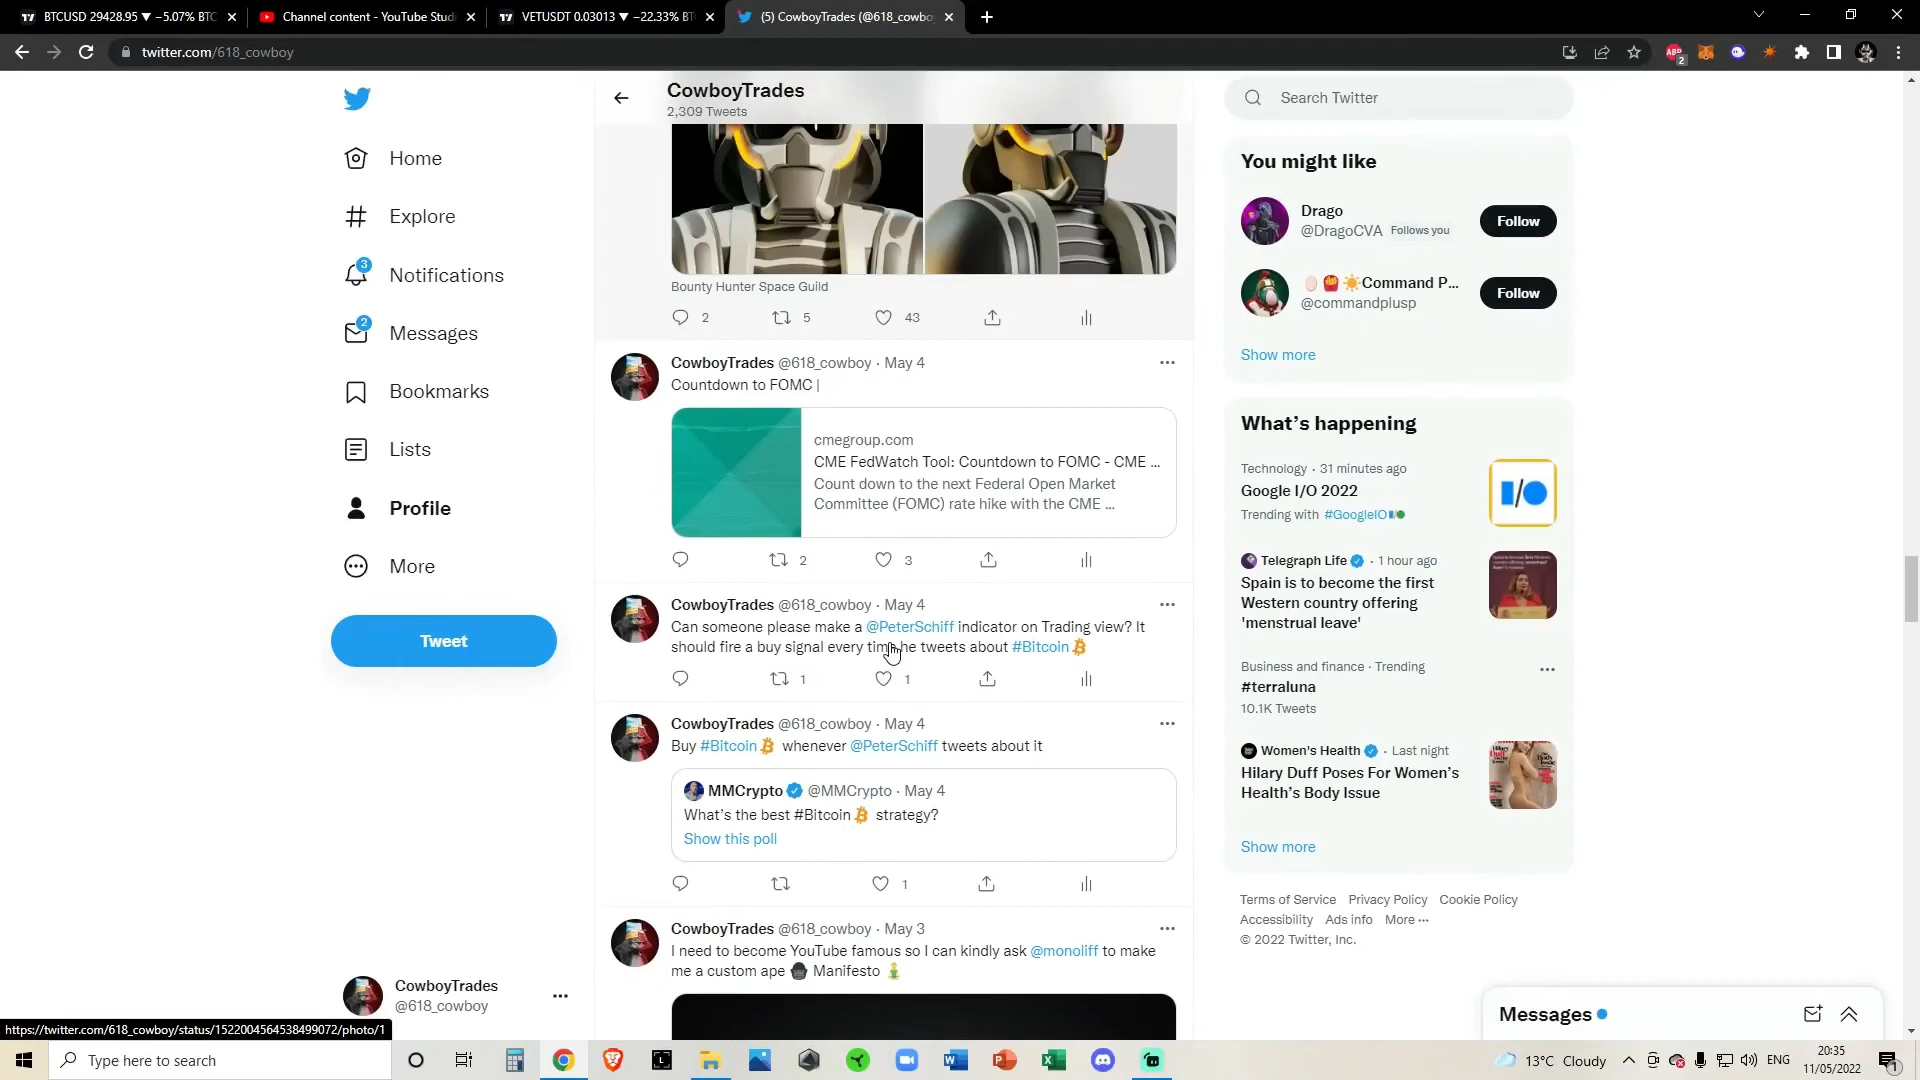 BTCUSD 29428.95 ▼ −5.07% BTC
Channel content - YouTube Studi
VETUSDT 0.03013 ▼ −22.33% BT
(5) CowboyTrades (@618_cowbo
twitter.com/618_cowboy
ABP
2
CowboyTrades
2,309 Tweets
Home
Explore
3
Notifications
2
Messages
Bookmarks
Lists
Profile
More
Tweet
CowboyTrades
@618_cowboy
Bounty Hunter Space Guild
2 5 43
CowboyTrades @618_cowboy · May 4
Countdown to FOMC |
cmegroup.com
CME FedWatch Tool: Countdown to FOMC - CME ...
Count down to the next Federal Open Market
Committee (FOMC) rate hike with the CME ...
2 3
CowboyTrades @618_cowboy · May 4
Can someone please make a @PeterSchiff indicator on Trading view? It
should fire a buy signal every time he tweets about #Bitcoin
1 1
CowboyTrades @618_cowboy · May 4
Buy #Bitcoin whenever @PeterSchiff tweets about it
MMCrypto @MMCrypto · May 4
What's the best #Bitcoin strategy?
Show this poll
1
CowboyTrades @618_cowboy · May 3
I need to become YouTube famous so I can kindly ask @monoliff to make
me a custom ape Manifesto
Search Twitter
You might like
Drago
@DragoCVA Follows you
Follow
Command P...
@commandplusp
Follow
Show more
What's happening
Technology · 31 minutes ago
Google I/O 2022
Trending with #GoogleIO
I/O
Telegraph Life · 1 hour ago
Spain is to become the first
Western country offering
'menstrual leave'
Business and finance · Trending
#terraluna
10.1K Tweets
Women's Health · Last night
Hilary Duff Poses For Women's
Health's Body Issue
Show more
Terms of Service Privacy Policy Cookie Policy
Accessibility Ads info More ···
© 2022 Twitter, Inc.
Messages
https://twitter.com/618_cowboy/status/1522004564538499072/photo/1
Type here to search
13°C Cloudy
ENG
20:35
11/05/2022
1